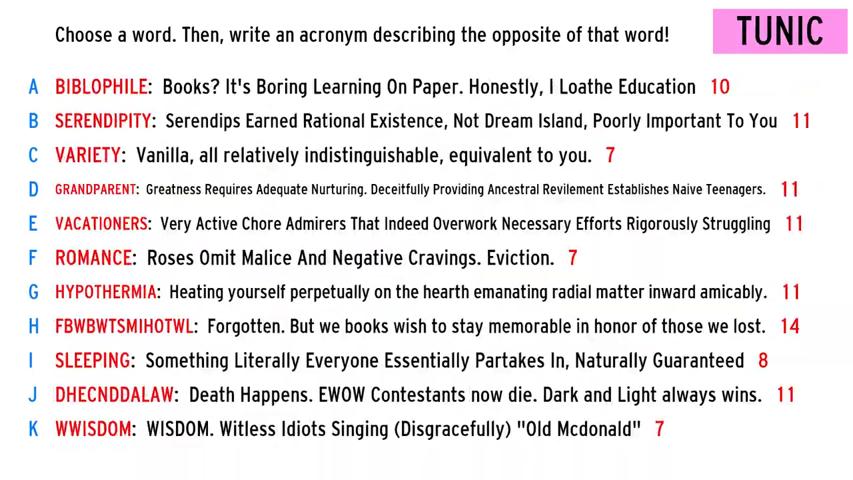 Choose a word. Then, write an acronym describing the opposite of that word! TUNIC
A BIBLOPHILE: Books? It's Boring Learning On Paper. Honestly, I Loathe Education 10
B SERENDIPITY: Serendips Earned Rational Existence, Not Dream Island, Poorly Important To You 11
C VARIETY: Vanilla, all relatively indistinguishable, equivalent to you. 7
D GRANDPARENT: Greatness Requires Adequate Nurturing. Deceitfully Providing Ancestral Revilement Establishes Naive Teenagers. 11
E VACATIONERS: Very Active Chore Admirers That Indeed Overwork Necessary Efforts Rigorously Struggling 11
F ROMANCE: Roses Omit Malice And Negative Cravings. Eviction. 7
G HYPOTHERMIA: Heating yourself perpetually on the hearth emanating radial matter inward amicably. 11
H FBWBWTSMIHOTWL: Forgotten. But we books wish to stay memorable in honor of those we lost. 14
I SLEEPING: Something Literally Everyone Essentially Partakes In, Naturally Guaranteed 8
J DHECNDDALAW: Death Happens. EWOW Contestants now die. Dark and Light always wins. 11
K WWISDOM: WISDOM. Witless Idiots Singing (Disgracefully) "Old Mcdonald" 7